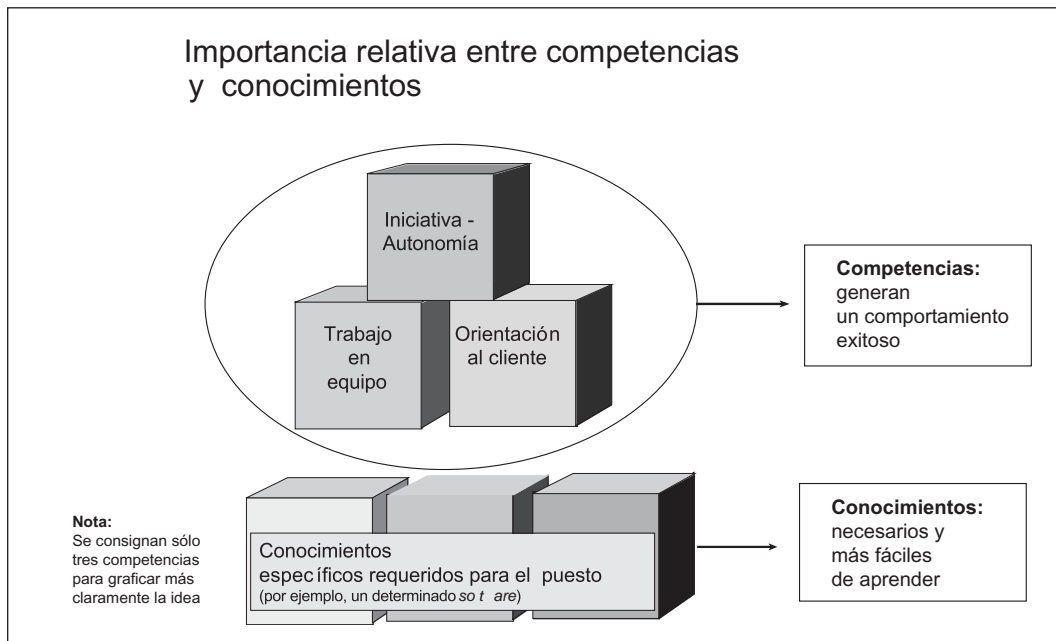 Importancia relativa entre competencias
y conocimientos
Iniciativa -
Autonomía
Trabajo
en
equipo
Orientación
al cliente
Competencias:
generan
un comportamiento
exitoso
Nota:
Se consignan sólo
tres competencias
para graficar más
claramente la idea
Conocimientos
específicos requeridos para el puesto
(por ejemplo, un determinado so t are)
Conocimientos:
necesarios y
más fáciles
de aprender